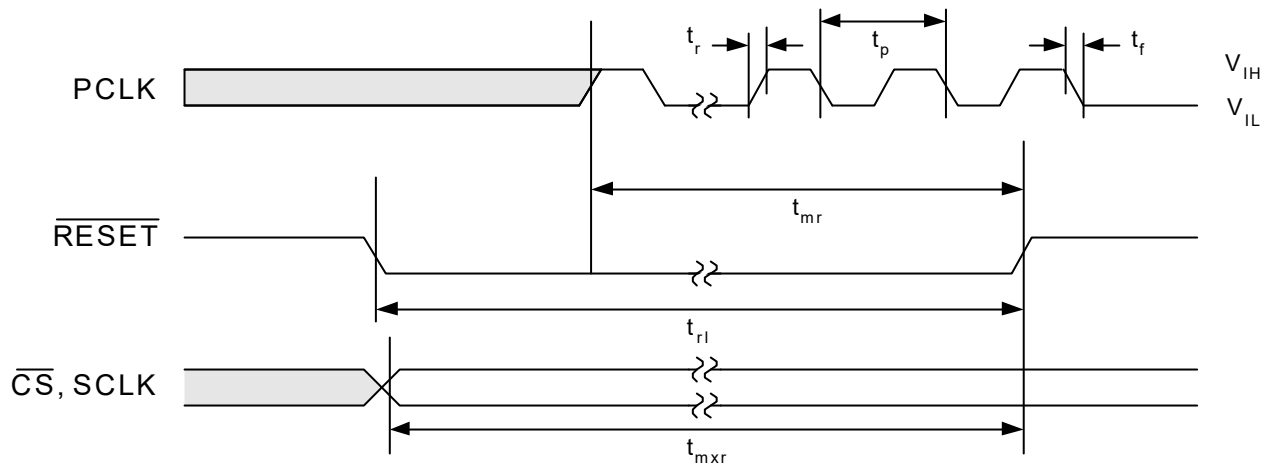 t_r
t_p
t_f
PCLK
V_IH
V_IL
t_mr
RESET
t_rl
CS, SCLK
t_mxr